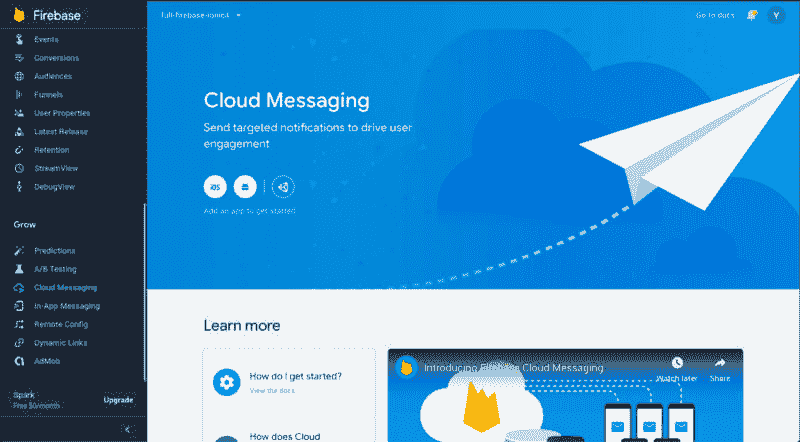 Firebase
Events
Conversions
Audiences
Funnels
User Properties
Latest Release
Retention
StreamView
DebugView
Grow
Predictions
A/B Testing
Cloud Messaging
In-App Messaging
Remote Config
Dynamic Links
AdMob
Spark
Free $0/month
Upgrade
full-firebase-ionic4
Go to docs
Y
Cloud Messaging
Send targeted notifications to drive user
engagement
iOS
Add an app to get started
Learn more
How do I get started?
View the docs
How does Cloud
Introducing Firebase Cloud Messaging
Watch later
Share